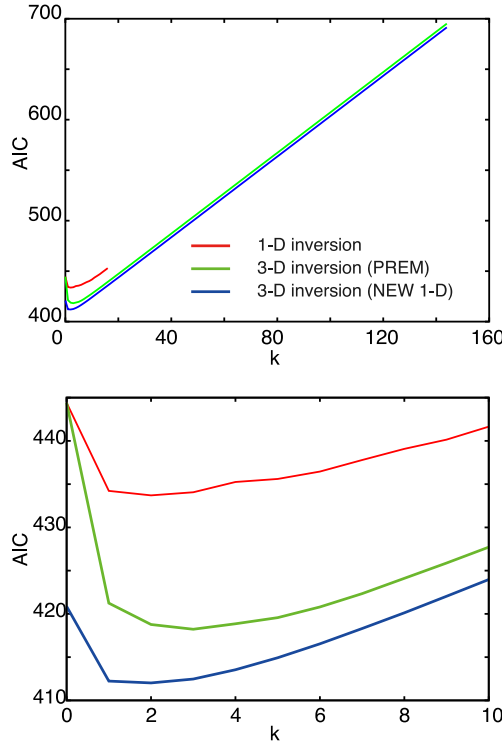 700
600
500
400
AIC
1-D inversion
3-D inversion (PREM)
3-D inversion (NEW 1-D)
0 40 80 120 160
k
440
430
420
410
AIC
0 2 4 6 8 10
k